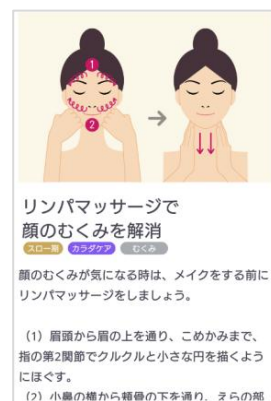 1
2
リンパマッサージで
顔のむくみを解消
スロー期 カラダケア むくみ
顔のむくみが気になる時は、メイクをする前に
リンパマッサージをしましょう。
（1）眉頭から眉の上を通り、こめかみまで、
指の第2関節でクルクルと小さな円を描くよう
にほぐす。
（2）小鼻の横から頬骨の下を通り、えらの部